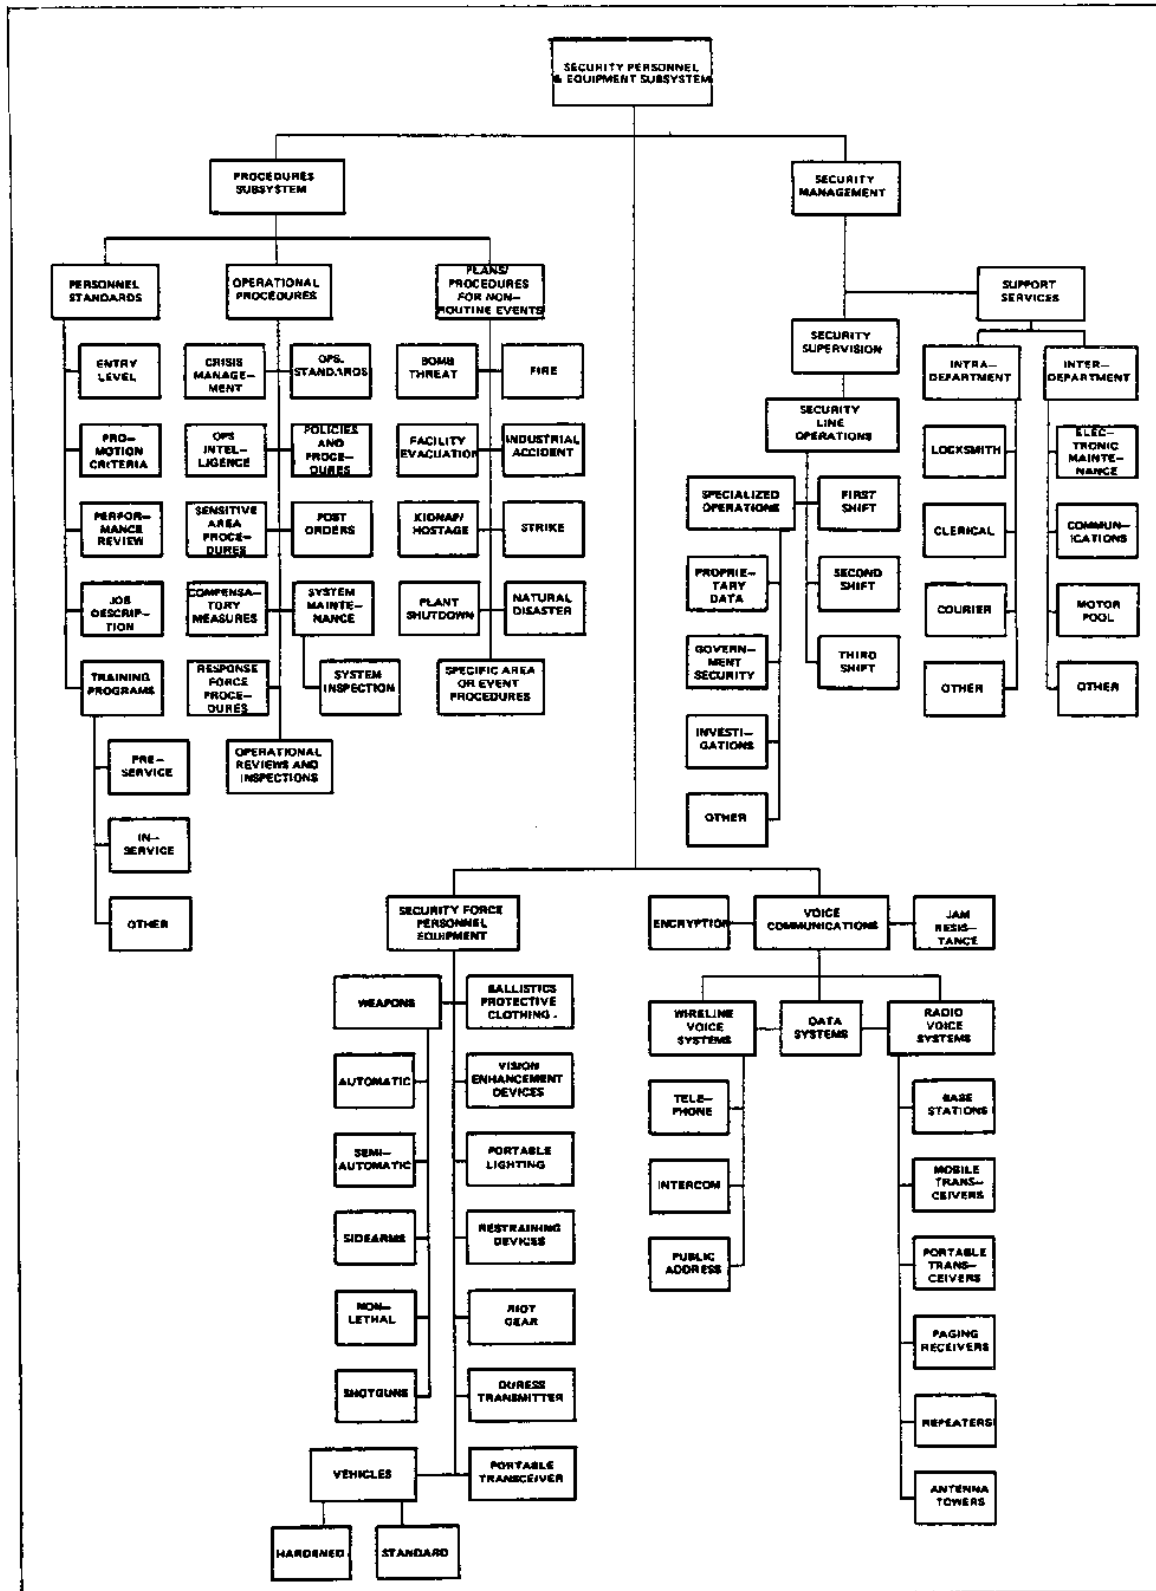 SECURITY PERSONNEL
& EQUIPMENT SUBSYSTEM
PROCEDURES
SUBSYSTEM
SECURITY
MANAGEMENT
PERSONNEL
STANDARDS
OPERATIONAL
PROCEDURES
PLANS/
PROCEDURES
FOR NON-
ROUTINE EVENTS
SUPPORT
SERVICES
SECURITY
SUPERVISION
ENTRY
LEVEL
CRISIS
MANAGE-
MENT
OPS.
STANDARDS
BOMB
THREAT
FIRE
INTRA-
DEPARTMENT
INTER-
DEPARTMENT
SECURITY
LINE
OPERATIONS
PRO-
MOTION
CRITERIA
OPS
INTEL-
LIGENCE
POLICIES
AND
PROCE-
DURES
FACILITY
EVACUATION
INDUSTRIAL
ACCIDENT
LOCKSMITH
ELEC-
TRONIC
MAINTE-
NANCE
PERFOR-
MANCE
REVIEW
SENSITIVE
AREA
PROCE-
DURES
POST
ORDERS
KIDNAP/
HOSTAGE
STRIKE
SPECIALIZED
OPERATIONS
FIRST
SHIFT
CLERICAL
COMMUN-
ICATIONS
JOB
DESCRIP-
TION
COMPENSA-
TORY
MEASURES
SYSTEM
MAINTE-
NANCE
PLANT
SHUTDOWN
NATURAL
DISASTER
PROPRIE-
TARY
DATA
SECOND
SHIFT
COURIER
MOTOR
POOL
TRAINING
PROGRAMS
RESPONSE
FORCE
PROCE-
DURES
SYSTEM
INSPECTION
SPECIFIC AREA
OR EVENT
PROCEDURES
GOVERN-
MENT
SECURITY
THIRD
SHIFT
OTHER
OTHER
PRE-
SERVICE
OPERATIONAL
REVIEWS AND
INSPECTIONS
INVESTI-
GATIONS
IN-
SERVICE
OTHER
OTHER
SECURITY FORCE
PERSONNEL
EQUIPMENT
ENCRYPTION
VOICE
COMMUNICATIONS
JAM
RESIS-
TANCE
WEAPONS
BALLISTICS
PROTECTIVE
CLOTHING
WIRELINE
VOICE
SYSTEMS
DATA
SYSTEMS
RADIO
VOICE
SYSTEMS
AUTOMATIC
VISION
ENHANCEMENT
DEVICES
TELE-
PHONE
BASE
STATIONS
SEMI-
AUTOMATIC
PORTABLE
LIGHTING
INTERCOM
MOBILE
TRANS-
CEIVERS
SIDEARMS
RESTRAINING
DEVICES
PUBLIC
ADDRESS
PORTABLE
TRANS-
CEIVERS
NON-
LETHAL
RIOT
GEAR
PAGING
RECEIVERS
SHOTGUNS
DURESS
TRANSMITTER
REPEATERS
VEHICLES
PORTABLE
TRANSCEIVER
ANTENNA
TOWERS
HARDENED
STANDARD